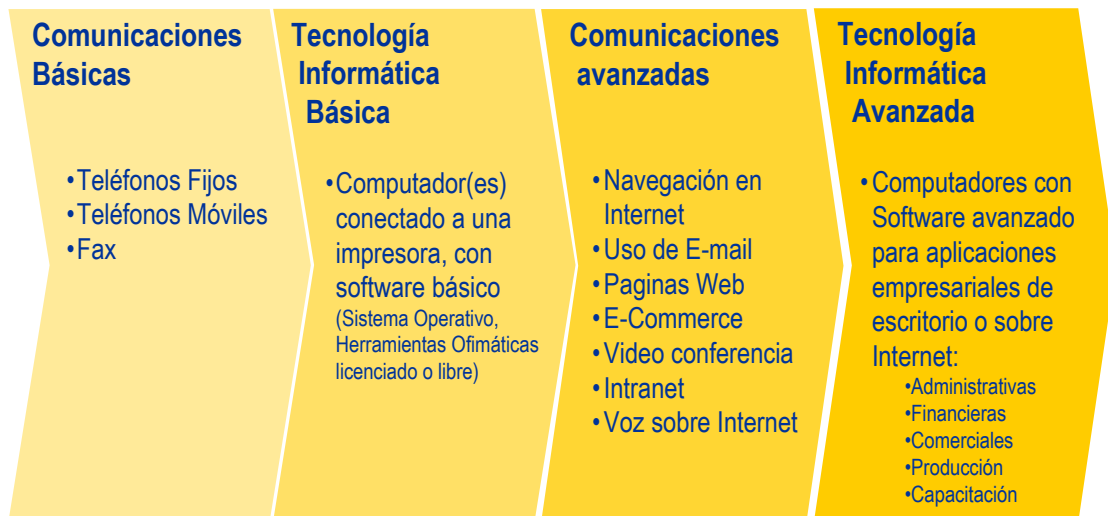 Comunicaciones
Básicas
•Teléfonos Fijos
•Teléfonos Móviles
•Fax
Tecnología
Informática
Básica
•Computador(es)
conectado a una
impresora, con
software básico
(Sistema Operativo,
Herramientas Ofimáticas
licenciado o libre)
Comunicaciones
avanzadas
•Navegación en
Internet
•Uso de E-mail
•Paginas Web
•E-Commerce
•Video conferencia
•Intranet
•Voz sobre Internet
Tecnología
Informática
Avanzada
•Computadores con
Software avanzado
para aplicaciones
empresariales de
escritorio o sobre
Internet:
•Administrativas
•Financieras
•Comerciales
•Producción
•Capacitación